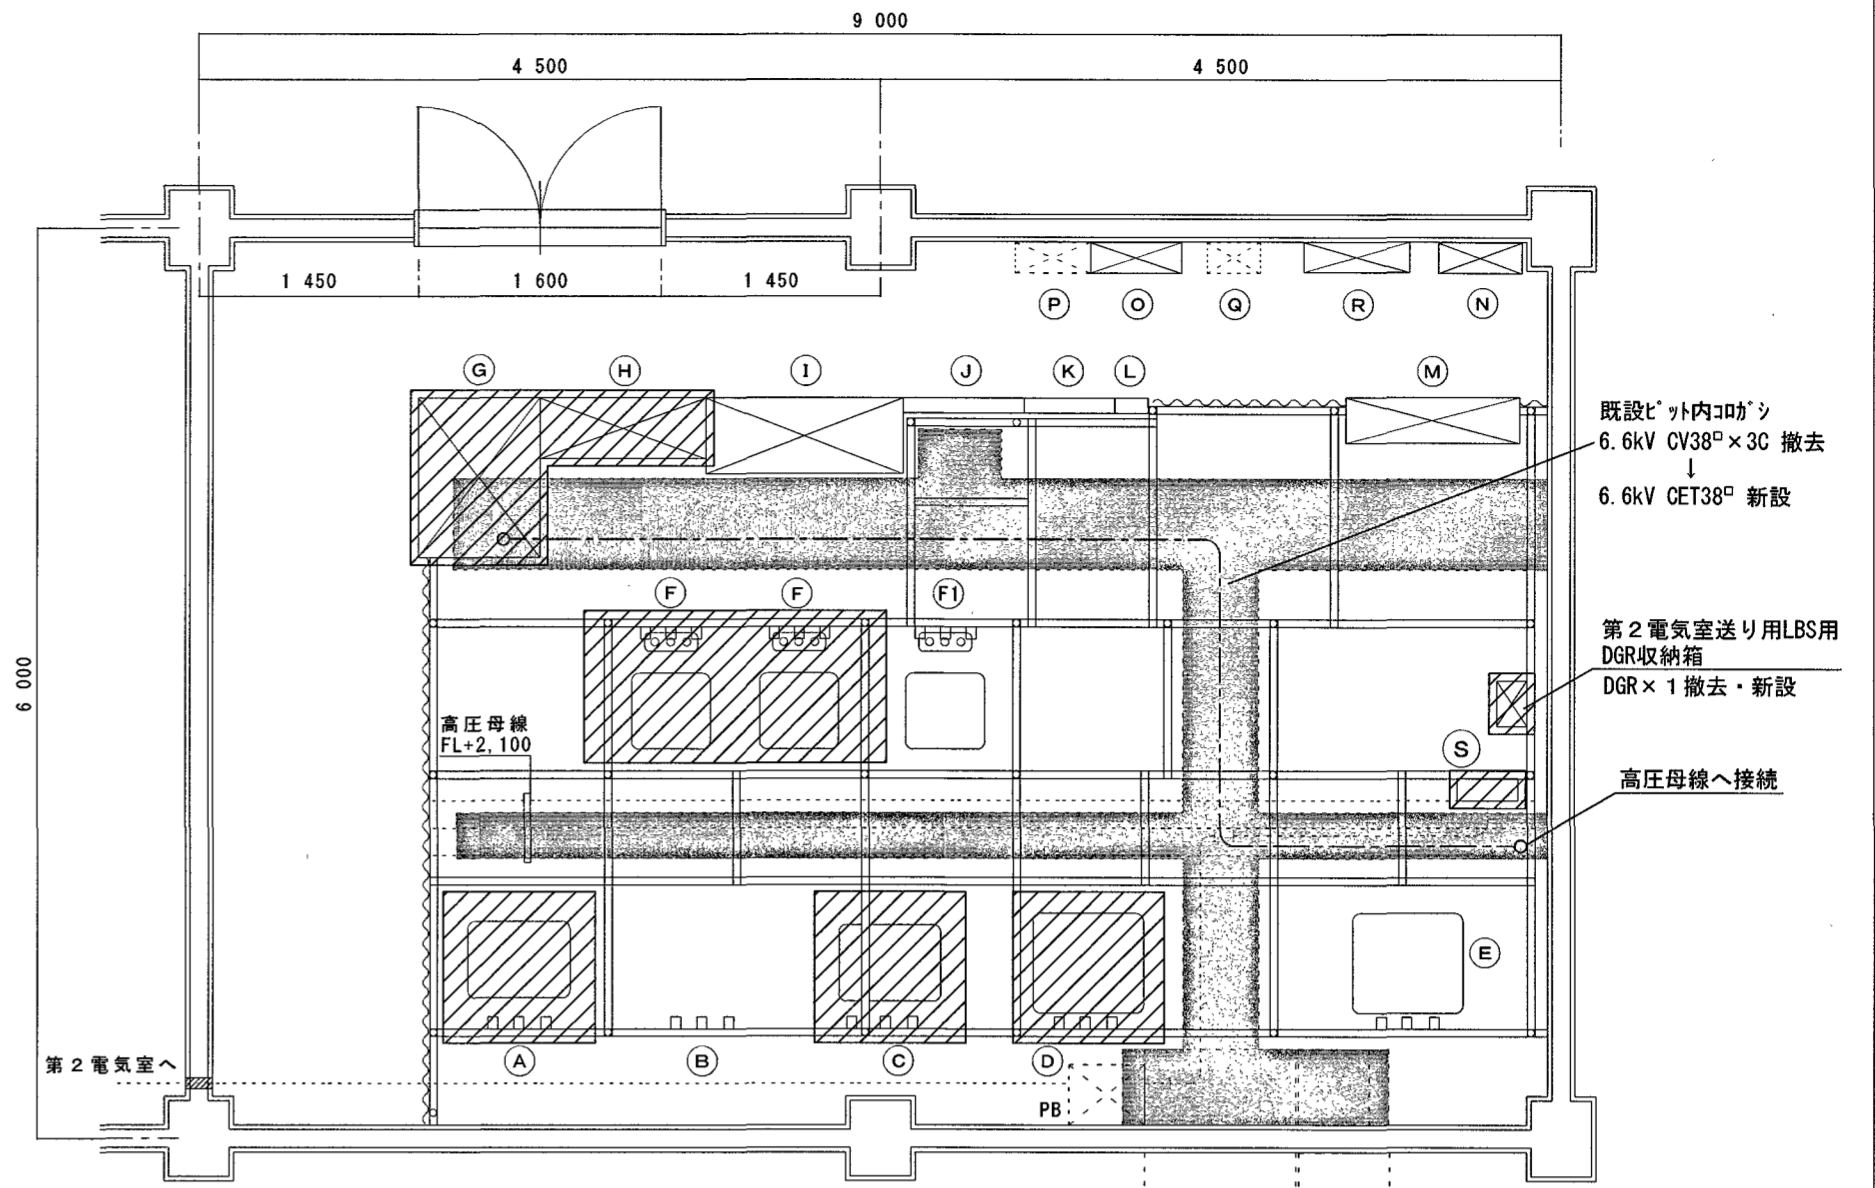 9 000
4 500
4 500
1 450
1 600
1 450
6 000
P
O
Q
R
N
G
H
I
J
K
L
M
既設ﾋﾟｯﾄ内ｺﾛｶﾞｼ
6.6kV CV38□×3C 撤去
↓
6.6kV CET38□ 新設
F
F
F1
第２電気室送り用LBS用
DGR収納箱
DGR×１撤去・新設
高圧母線
FL+2,100
S
高圧母線へ接続
E
A
B
C
D
第２電気室へ
PB